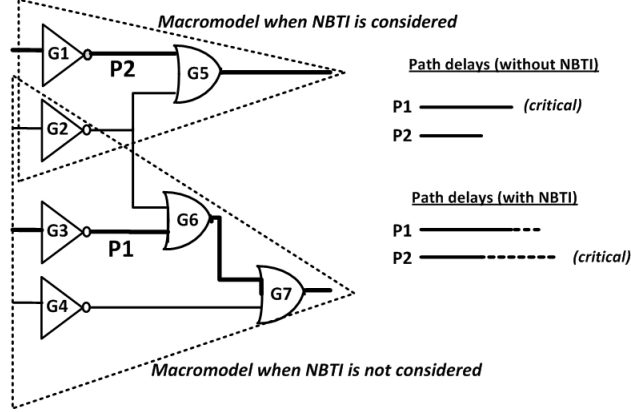 Macromodel when NBTI is considered
G1
P2
G5
G2
G6
G3
P1
G4
G7
Macromodel when NBTI is not considered
Path delays (without NBTI)
P1 (critical)
P2
Path delays (with NBTI)
P1
P2 (critical)